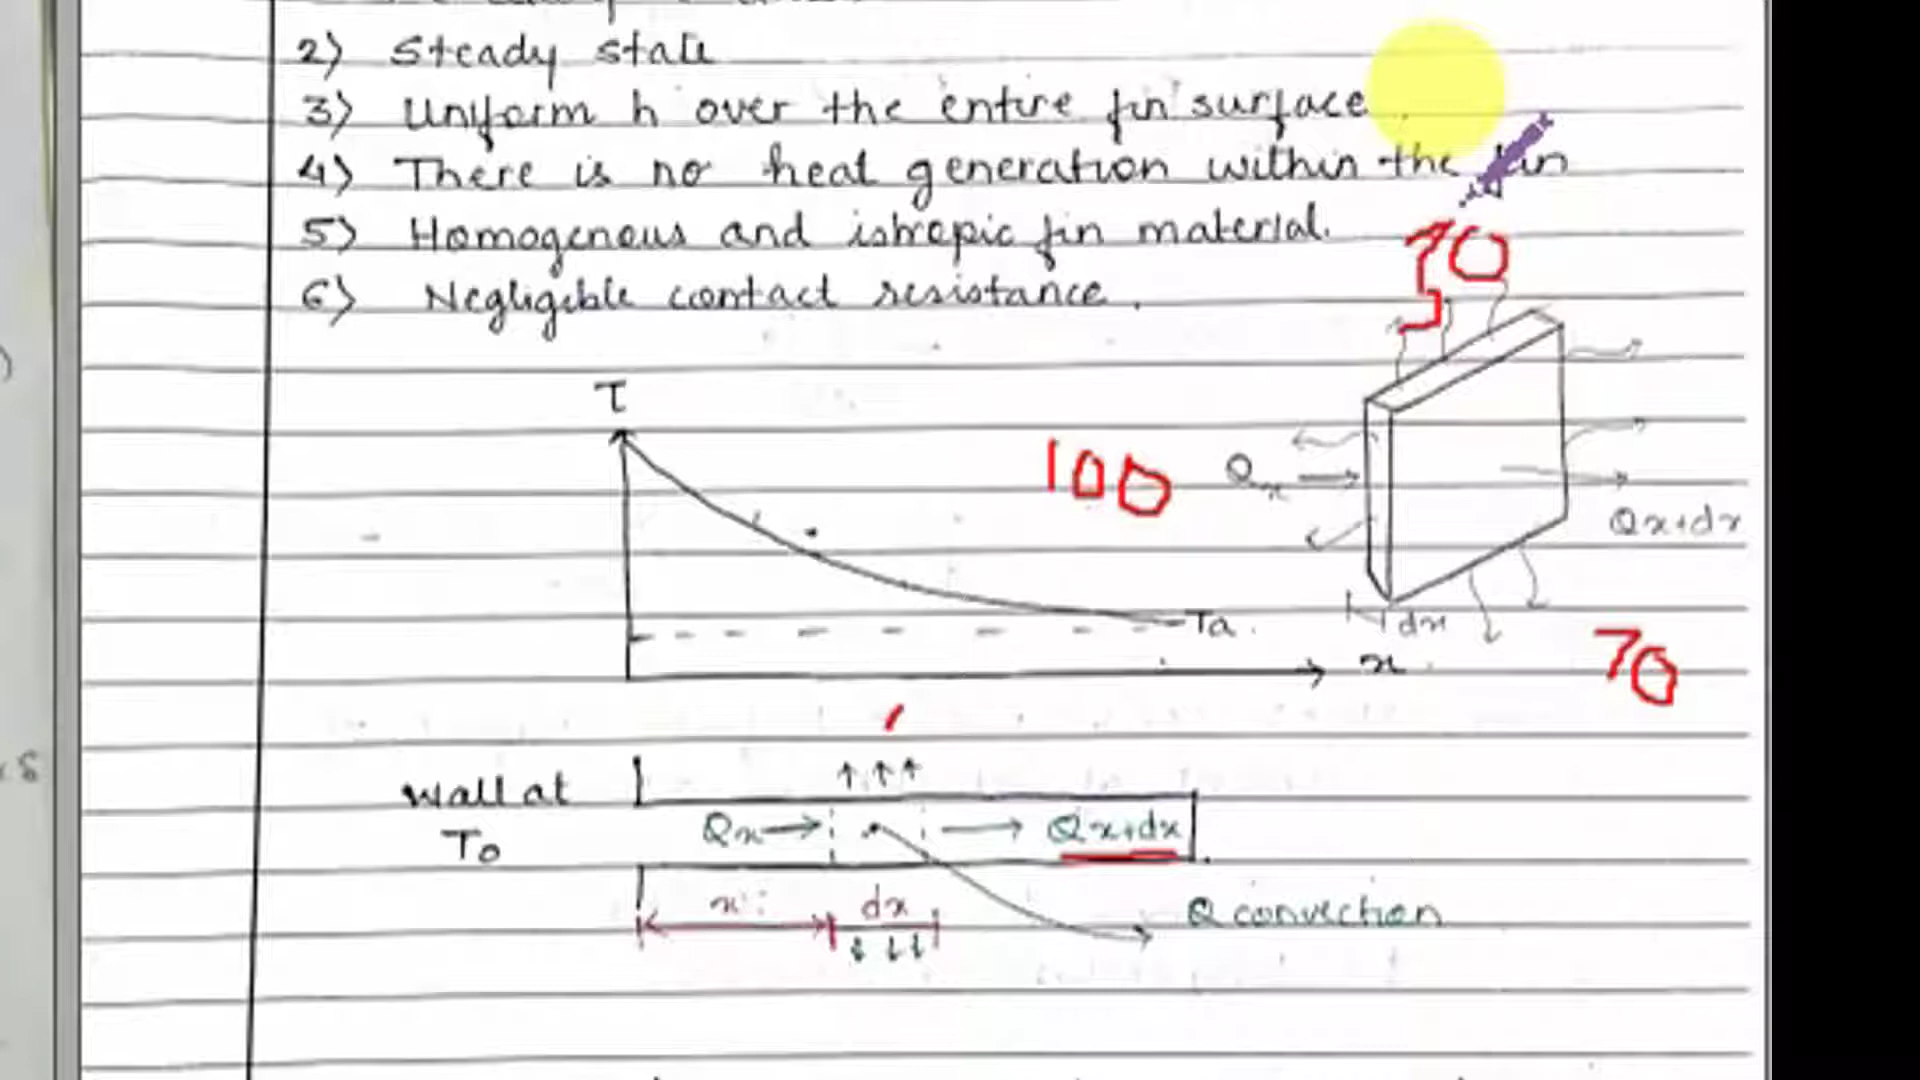 2) Steady state
3) Uniform h over the entire fin surface.
4) There is no heat generation within the fin
5) Homogenous and isotropic fin material.
6) Negligible contact resistance.
30
T
100
Qx
Qx+dx
Ta.
dx
x
70
Wall at
To
Qx
Qx+dx
x
dx
Q convection